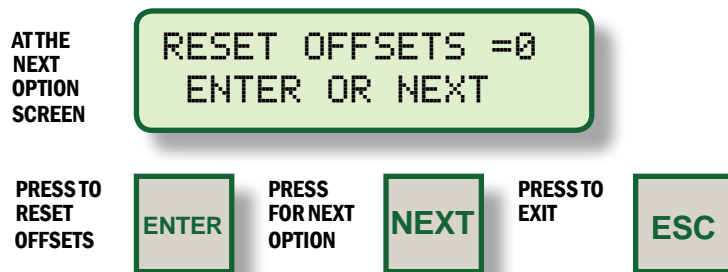 AT THE
NEXT
OPTION
SCREEN
RESET OFFSETS =0
ENTER OR NEXT
PRESS TO
RESET
OFFSETS
ENTER
PRESS
FOR NEXT
OPTION
NEXT
PRESS TO
EXIT
ESC